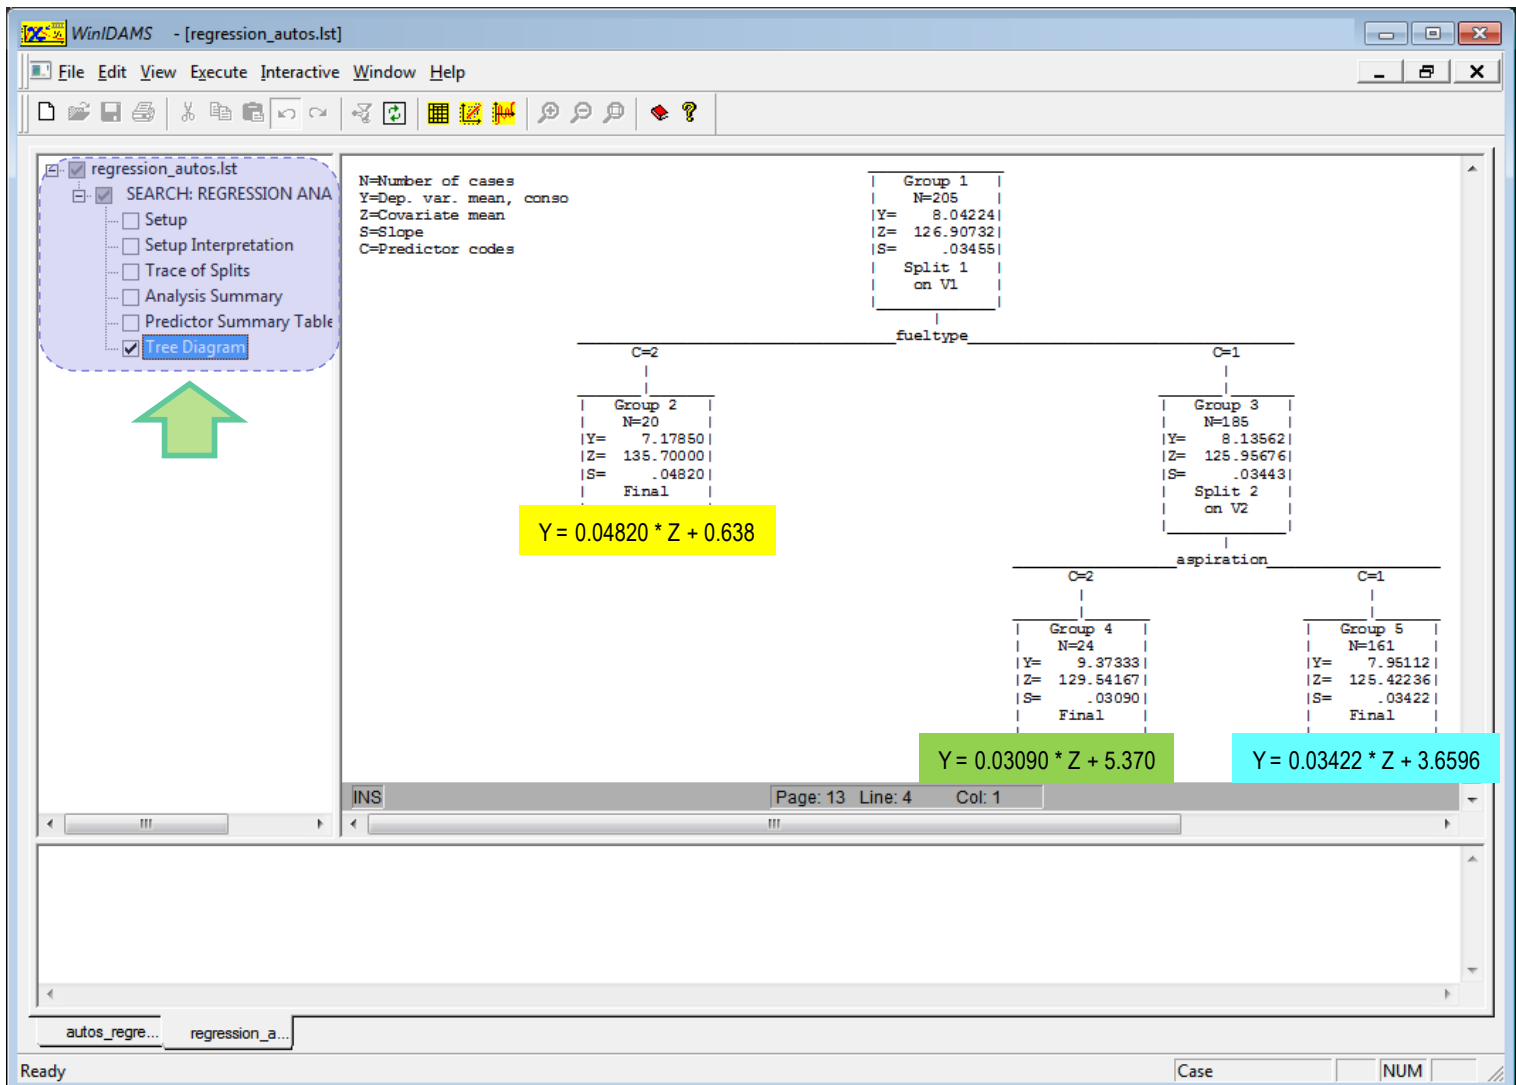 WinIDAMS - [regression_autos.lst]
File Edit View Execute Interactive Window Help
regression_autos.lst
SEARCH: REGRESSION ANA
Setup
Setup Interpretation
Trace of Splits
Analysis Summary
Predictor Summary Table
Tree Diagram
N=Number of cases
Y=Dep. var. mean, conso
Z=Covariate mean
S=Slope
C=Predictor codes
Group 1
N=205
Y= 8.04224
Z= 126.90732
S= .03455
Split 1
on V1
fueltype
C=2
C=1
Group 2
N=20
Y= 7.17850
Z= 135.70000
S= .04820
Final
Y = 0.04820 * Z + 0.638
Group 3
N=185
Y= 8.13562
Z= 125.95676
S= .03443
Split 2
on V2
aspiration
C=2
C=1
Group 4
N=24
Y= 9.37333
Z= 129.54167
S= .03090
Final
Y = 0.03090 * Z + 5.370
Group 5
N=161
Y= 7.95112
Z= 125.42236
S= .03422
Final
Y = 0.03422 * Z + 3.6596
INS
Page: 13 Line: 4 Col: 1
autos_regre...
regression_a...
Ready
Case
NUM